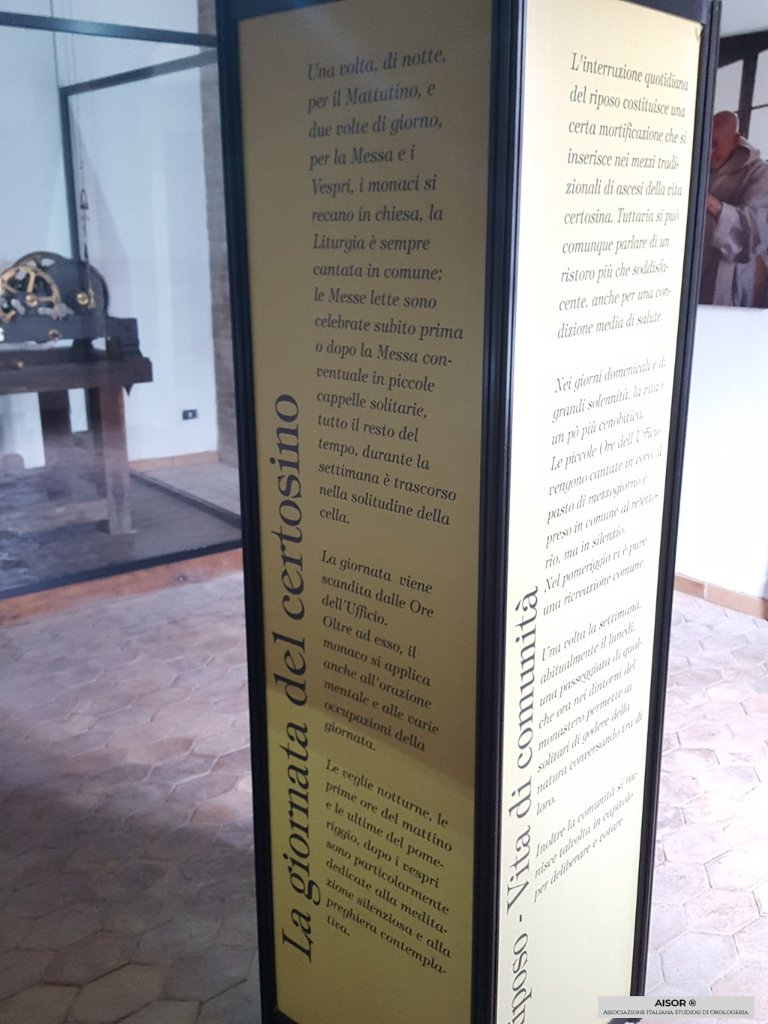 La giornata del certosino
Una volta, di notte,
per il Mattutino, e
due volte di giorno,
per la Messa e i
Vespri, i monaci si
recano in chiesa, la
Liturgia è sempre
cantata in comune;
le Messe lette sono
celebrate subito prima
o dopo la Messa con-
ventuale in piccole
cappelle solitarie,
tutto il resto del
tempo, durante la
settimana è trascorso
nella solitudine della
cella.
La giornata viene
scandita dalle Ore
dell'Ufficio.
Oltre ad esso, il
monaco si applica
anche all'orazione
mentale e alle varie
occupazioni della
giornata.
Le veglie notturne, le
prime ore del mattino
e le ultime del pome-
riggio, dopo i vespri
sono particolarmente
dedicate alla medita-
zione silenziosa e alla
preghiera contempla-
tiva.
iposo - Vita di comunità
L'interruzione quotidiana
del riposo costituisce una
certa mortificazione che si
inserisce nei mezzi tradi-
zionali di ascesi della vita
certosina. Tuttavia si può
comunque parlare di un
ristoro più che soddisfa-
cente, anche per una con-
dizione media di salute.
Nei giorni domenicali e di
grandi solennità, la vita è
un pò più cenobitica.
Le piccole Ore dell'Ufficio
vengono cantate in coro, il
pasto di mezzogiorno è
preso in comune al refetto-
rio, ma in silenzio.
Nel pomeriggio vi è pure
una ricreazione comune.
Una volta la settimana,
abitualmente il lunedì,
una passeggiata di qual-
che ora nei dintorni del
monastero permette ai
solitari di godere della
natura conversando tra di
loro.
Inoltre la comunità si riu-
nisce talvolta in capitolo
per deliberare e votare
AISOR ®
ASSOCIAZIONE ITALIANA STUDIOSI DI OROLOGERIA